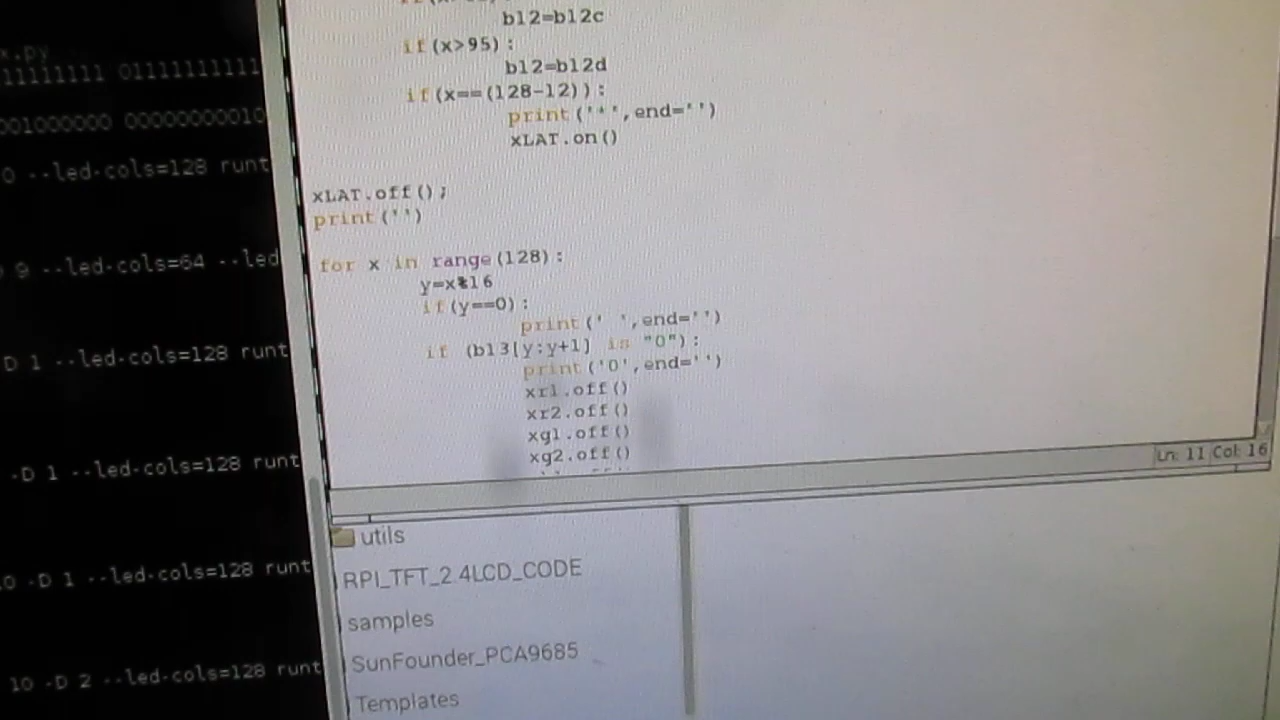 x.py
11111111 01111111111
001000000 00000000010
0 --led-cols=128 runt
9 --led-cols=64 --led
D 1 --led-cols=128 runt
-D 1 --led-cols=128 runt
10 -D 1 --led-cols=128 runt
10 -D 2 --led-cols=128 runt
b12=b12c
if(x>95):
b12=b12d
if(x==(128-12)):
print('*',end='')
XLAT.on()
XLAT.off();
print('')
for x in range(128):
y=x%16
if(y==0):
print(' ',end='')
if (b13[y:y+1] is "0"):
print('0',end='')
xr1.off()
xr2.off()
xg1.off()
xg2.off()
Ln: 11 Col: 16
utils
RPI_TFT_2.4LCD_CODE
samples
SunFounder_PCA9685
Templates